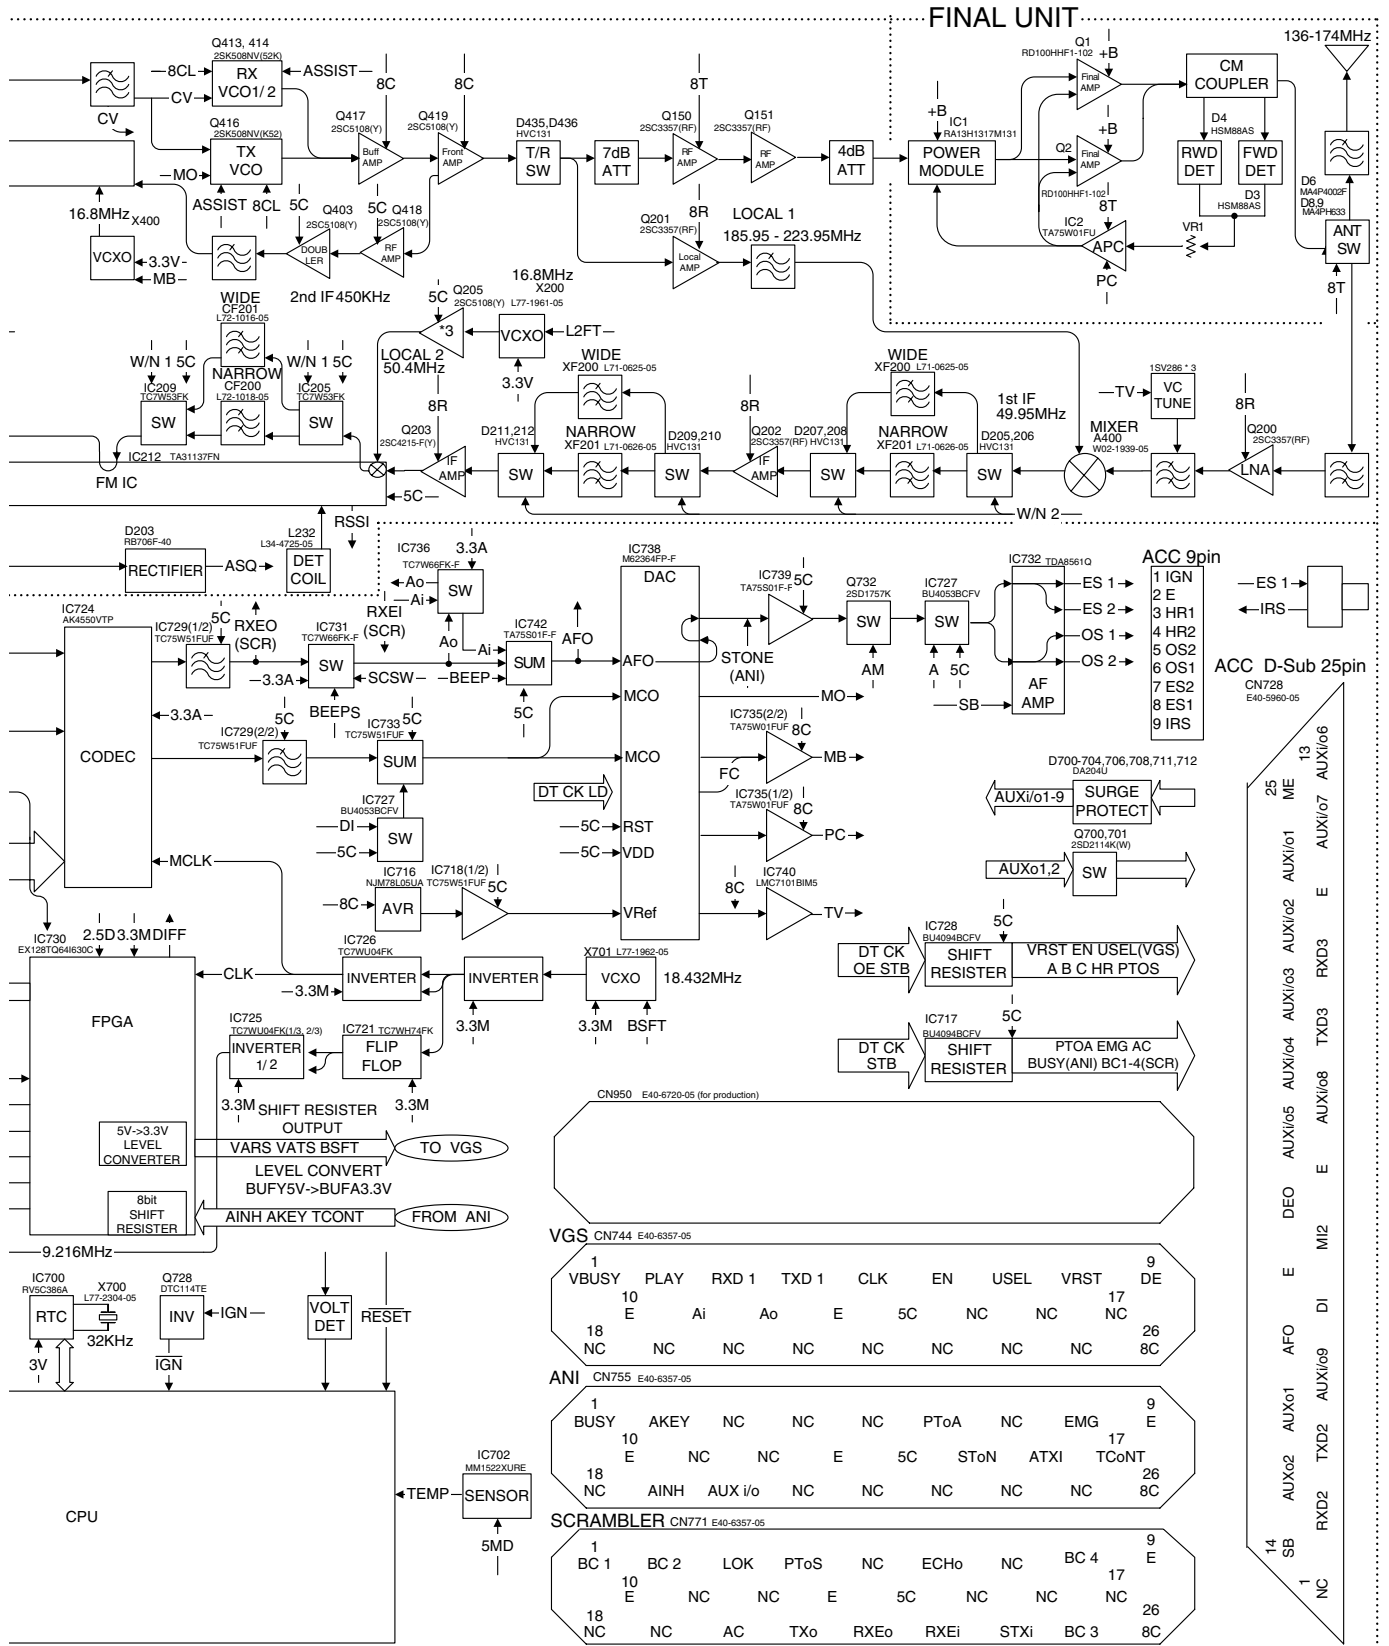 FINAL UNIT
136-174MHz
Q413, 414
2SK508NV(52K)
8CL
RX
VCO1/ 2
ASSIST
8C
8C
8T
Q1
RD100HHF1-102
+B
Final
AMP
CM
COUPLER
CV
CV
Q416
2SK508NV(K52)
TX
VCO
MO
Q417
2SC5108(Y)
Buff
AMP
Q419
2SC5108(Y)
Front
AMP
D435,D436
HVC131
T/R
SW
7dB
ATT
Q150
2SC3357(RF)
RF
AMP
Q151
2SC3357(RF)
RF
AMP
4dB
ATT
+B
IC1
RA13H1317M131
POWER
MODULE
Q2
+B
Final
AMP
RD100HHF1-102
D4
HSM88AS
RWD
DET
FWD
DET
D3
HSM88AS
D6
MA4P4002F
D8,9
MA4PH633
ANT
SW
8T
16.8MHz
X400
VCXO
3.3V
MB
ASSIST
8CL
5C
Q403
2SC5108(Y)
DOUB
LER
5C
Q418
2SC5108(Y)
RF
AMP
Q201
2SC3357(RF)
8R
Local
AMP
LOCAL 1
185.95 - 223.95MHz
8T
IC2
TA75W01FU
APC
PC
VR1
2nd IF450KHz
WIDE
CF201
L72-1016-05
W/N 1 5C
IC209
TC7W53FK
SW
NARROW
CF200
L72-1018-05
W/N 1 5C
IC205
TC7W53FK
SW
5C
Q205
2SC5108(Y)
*3
16.8MHz
X200
L77-1961-05
VCXO
L2FT
3.3V
LOCAL 2
50.4MHz
8R
Q203
2SC4215-F(Y)
IF
AMP
5C
D211,212
HVC131
SW
WIDE
XF200 L71-0625-05
NARROW
XF201 L71-0626-05
D209,210
HVC131
SW
8R
Q202
2SC3357(RF)
IF
AMP
D207,208
HVC131
SW
WIDE
XF200 L71-0625-05
NARROW
XF201 L71-0626-05
D205,206
HVC131
SW
1st IF
49.95MHz
MIXER
A400
W02-1939-05
TV
1SV286 * 3
VC
TUNE
8R
Q200
2SC3357(RF)
LNA
W/N 2
IC212 TA31137FN
FM IC
D203
RB706F-40
RECTIFIER
ASQ
L232
L34-4725-05
DET
COIL
RSSI
IC724
AK4550VTP
CODEC
IC729(1/2)
TC75W51FUF
RXEO
(SCR)
5C
3.3A
IC731
TC7W66FK-F
SW
BEEPS
RXEI
(SCR)
SCSW
IC736
TC7W66FK-F
3.3A
Ao
Ai
SW
Ao
Ai
BEEP
IC742
TA75S01F-F
SUM
5C
AFO
3.3A
IC729(2/2)
TC75W51FUF
5C
IC733
TC75W51FUF
5C
SUM
IC727
BU4053BCFV
DI
5C
SW
IC738
M62364FP-F
DAC
AFO
MCO
MCO
DT CK LD
5C
RST
5C
VDD
VRef
STONE
(ANI)
IC739
TA75S01F-F
5C
Q732
2SD1757K
SW
AM
IC727
BU4053BCFV
SW
A
5C
MO
SB
IC732
TDA8561Q
AF
AMP
ES 1
ES 2
OS 1
OS 2
ACC 9pin
1 IGN
2 E
3 HR1
4 HR2
5 OS2
6 OS1
7 ES2
8 ES1
9 IRS
ES 1
IRS
FC
IC735(2/2)
TA75W01FUF
8C
MB
IC735(1/2)
TA75W01FUF
8C
PC
8C
IC740
LMC7101BIM5
TV
MCLK
8C
IC716
NJM78L05UA
AVR
IC718(1/2)
TC75W51FUF
5C
D700-704,706,708,711,712
DA204U
AUXi/o1-9
SURGE
PROTECT
Q700,701
2SD2114K(W)
AUXo1,2
SW
DT CK
OE STB
IC728
BU4094BCFV
5C
SHIFT
RESISTER
VRST EN USEL(VGS)
A B C HR PTOS
DT CK
STB
IC717
BU4094BCFV
5C
SHIFT
RESISTER
PTOA EMG AC
BUSY(ANI) BC1-4(SCR)
IC730
EX128TQ64I630C
2.5D 3.3M DIFF
FPGA
CLK
IC726
TC7WU04FK
INVERTER
3.3M
INVERTER
3.3M
X701 L77-1962-05
VCXO
18.432MHz
3.3M
BSFT
IC725
TC7WU04FK(1/3, 2/3)
INVERTER
1/ 2
3.3M
IC721 TC7WH74FK
FLIP
FLOP
3.3M
5V->3.3V
LEVEL
CONVERTER
SHIFT RESISTER
OUTPUT
VARS VATS BSFT
TO VGS
LEVEL CONVERT
BUFY5V->BUFA3.3V
8bit
SHIFT
RESISTER
AINH AKEY TCONT
FROM ANI
9.216MHz
IC700
RV5C386A
RTC
X700
L77-2304-05
32KHz
3V
Q728
DTC114TE
INV
IGN
IGN
VOLT
DET
RESET
CPU
TEMP
IC702
MM1522XURE
SENSOR
5MD
CN950 E40-6720-05 (for production)
VGS CN744 E40-6357-05
1 9
VBUSY PLAY RXD 1 TXD 1 CLK EN USEL VRST DE
10 17
E Ai Ao E 5C NC NC NC
18 26
NC NC NC NC NC NC NC NC 8C
ANI CN755 E40-6357-05
1 9
BUSY AKEY NC NC NC PToA NC EMG E
10 17
E NC NC E 5C SToN ATXI TCoNT
18 26
NC AINH AUX i/o NC NC NC NC NC 8C
SCRAMBLER CN771 E40-6357-05
1 9
BC 1 BC 2 LOK PToS NC ECHo NC BC 4 E
10 17
E NC NC E 5C NC NC NC
18 26
NC NC AC TXo RXEo RXEi STXi BC 3 8C
ACC D-Sub 25pin
CN728
E40-5960-05
13
AUXi/o6
25
ME
AUXi/o7
AUXi/o1
E
AUXi/o2
RXD3
AUXi/o3
TXD3
AUXi/o4
AUXi/o8
AUXi/o5
E
DEO
MI2
E
DI
AFO
AUXi/o9
AUXo1
TXD2
AUXo2
RXD2
14
SB
1
NC